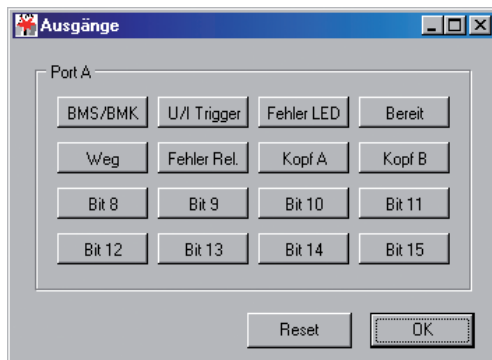 Ausgänge
Port A
BMS/BMK U/I Trigger Fehler LED Bereit
Weg Fehler Rel. Kopf A Kopf B
Bit 8 Bit 9 Bit 10 Bit 11
Bit 12 Bit 13 Bit 14 Bit 15
Reset OK